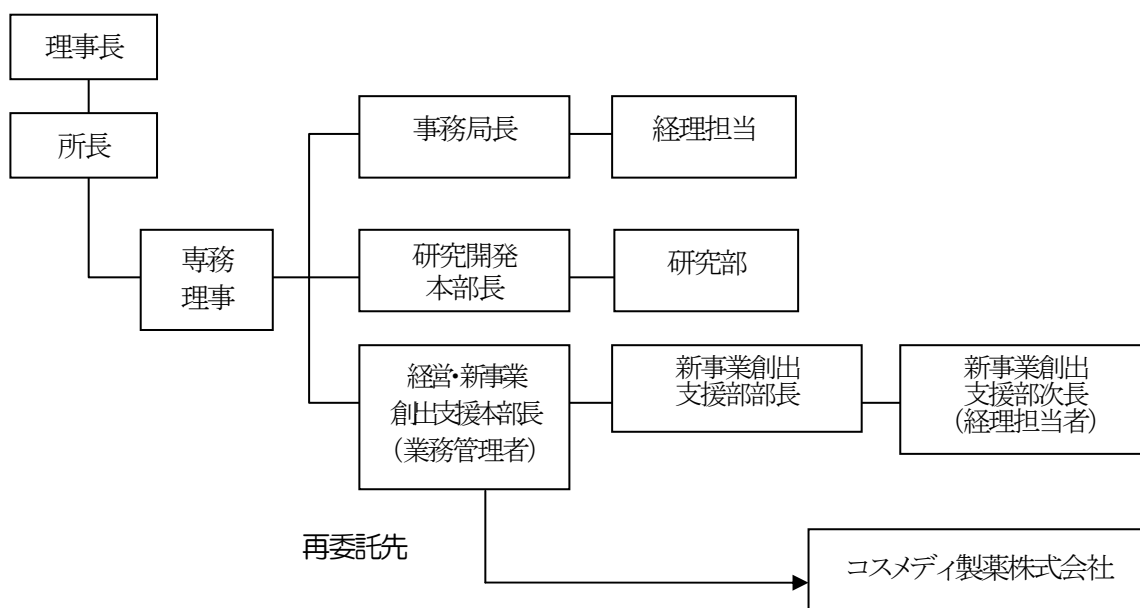 理事長
所長
専務
理事
事務局長
経理担当
研究開発
本部長
研究部
経営・新事業
創出支援本部長
（業務管理者）
新事業創出
支援部部長
新事業創出
支援部次長
（経理担当者）
再委託先
コスメディ製薬株式会社